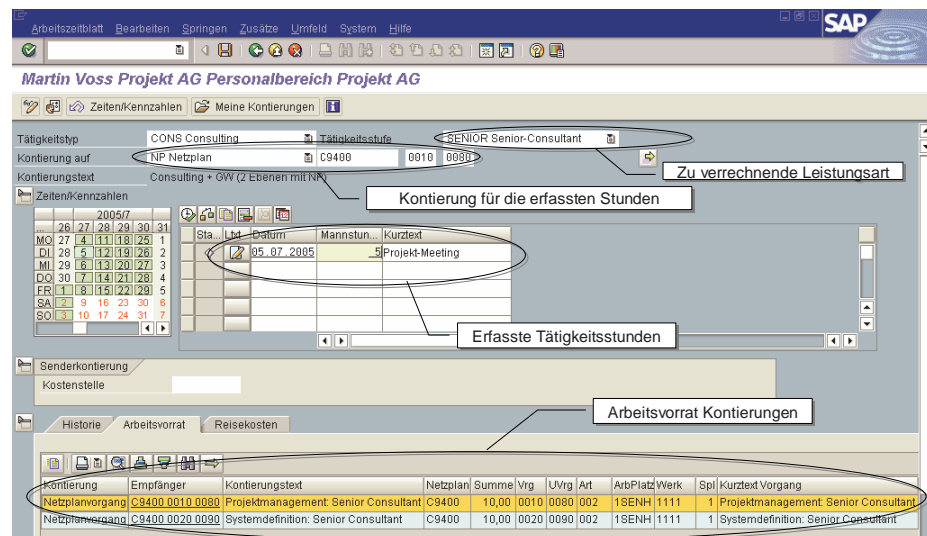 Arbeitszeitblatt Bearbeiten Springen Zusätze Umfeld System Hilfe
SAP
Martin Voss Projekt AG Personalbereich Projekt AG
Zeiten/Kennzahlen Meine Kontierungen
Tätigkeitstyp CONS Consulting Tätigkeitsstufe SENIOR Senior-Consultant
Kontierung auf NP Netzplan C9400 0010 0080
Zu verrechnende Leistungsart
Kontierungstext Consulting + GW (2 Ebenen mit NP)
Kontierung für die erfassten Stunden
Zeiten/Kennzahlen
2005/7
... 26 27 28 29 30 31
MO 27 4 11 18 25 1
DI 28 5 12 19 26 2
MI 29 6 13 20 27 3
DO 30 7 14 21 28 4
FR 1 8 15 22 29 5
SA 2 9 16 23 30 6
SO 3 10 17 24 31 7
Sta... Ltxt Datum Mannstun... Kurztext
05.07.2005 5 Projekt-Meeting
Erfasste Tätigkeitsstunden
Senderkontierung
Kostenstelle
Arbeitsvorrat Kontierungen
Historie Arbeitsvorrat Reisekosten
Kontierung Empfänger Kontierungstext Netzplan Summe Vrg UVrg Art ArbPlatz Werk Spl Kurztext Vorgang
Netzplanvorgang C9400 0010 0080 Projektmanagement: Senior Consultant C9400 10,00 0010 0080 002 1SENH 1111 1 Projektmanagement: Senior Consultant
Netzplanvorgang C9400 0020 0090 Systemdefinition: Senior Consultant C9400 10,00 0020 0090 002 1SENH 1111 1 Systemdefinition: Senior Consultant